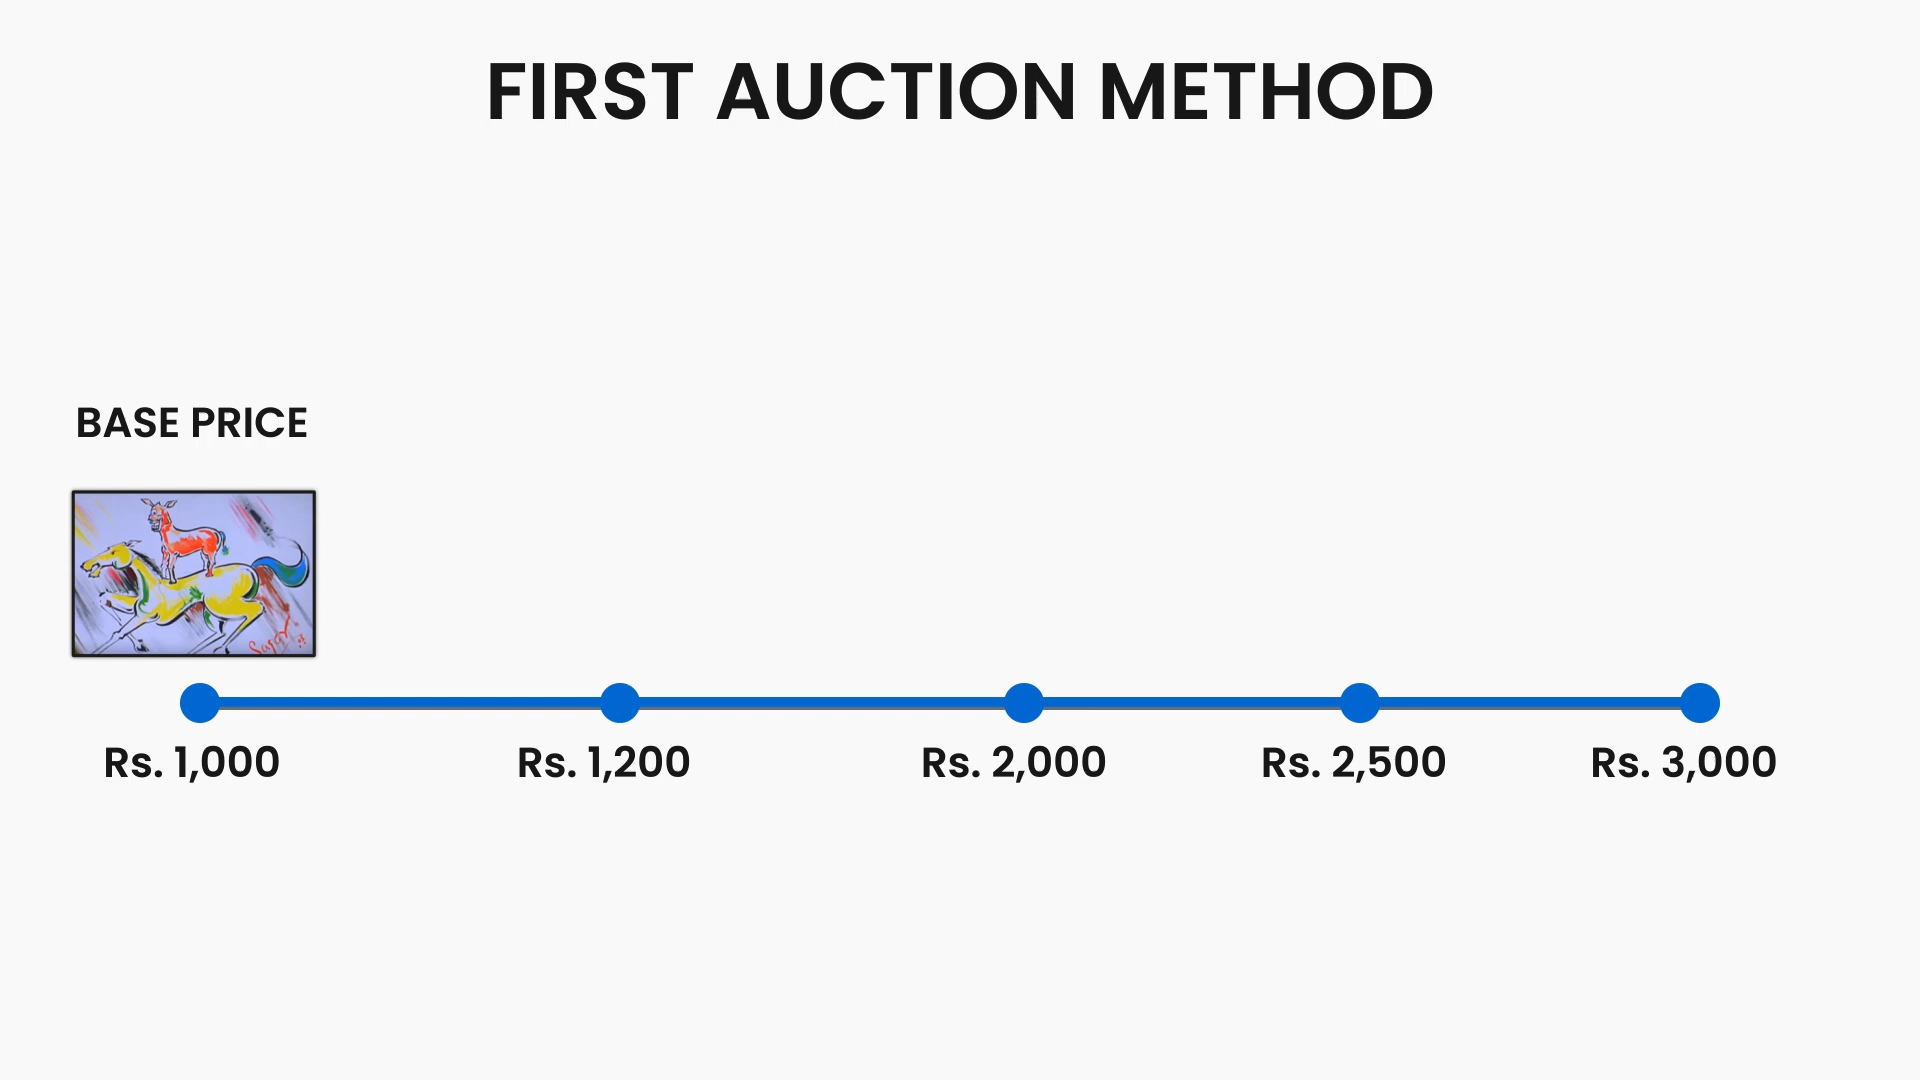 FIRST AUCTION METHOD
BASE PRICE
Rs. 1,000
Rs. 1,200
Rs. 2,000
Rs. 2,500
Rs. 3,000